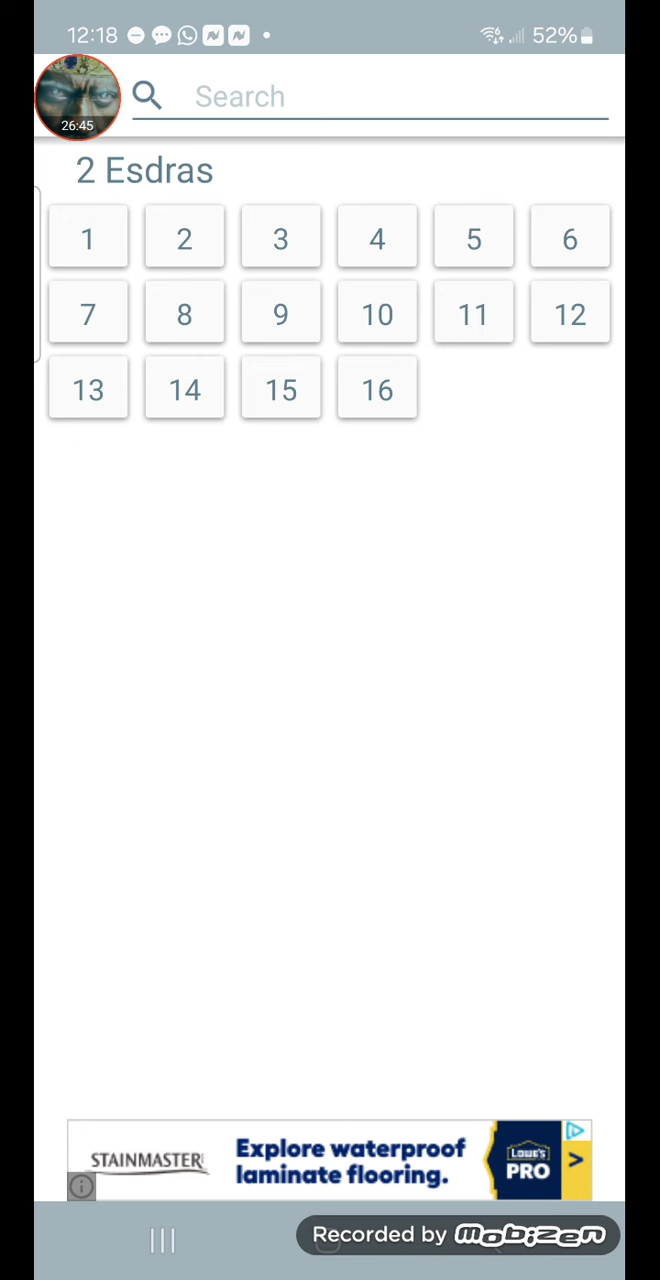 12:18 52%
Search
26:45
2 Esdras
1 2 3 4 5 6
7 8 9 10 11 12
13 14 15 16
STAINMASTER
Explore waterproof
laminate flooring.
LOWE'S
PRO
>
Recorded by mobizen